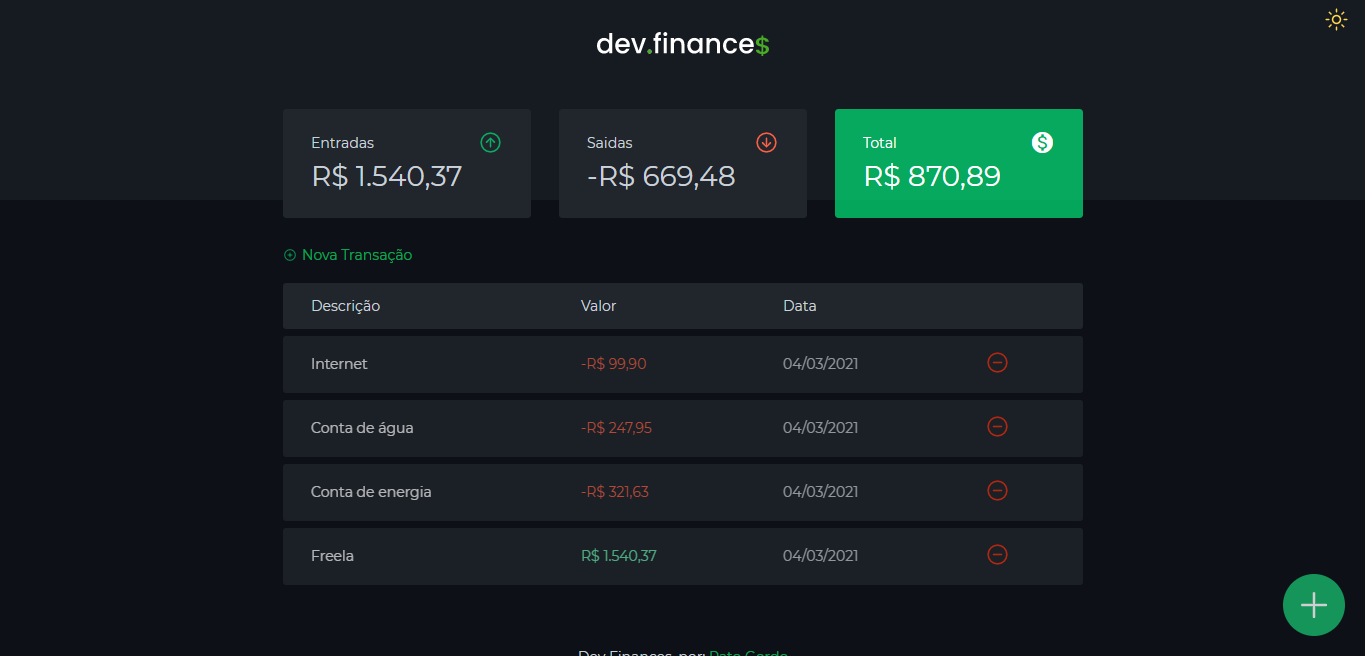 dev.finance$
Entradas
R$ 1.540,37
Saidas
-R$ 669,48
Total
R$ 870,89
Nova Transação
Descrição Valor Data
Internet -R$ 99,90 04/03/2021
Conta de água -R$ 247,95 04/03/2021
Conta de energia -R$ 321,63 04/03/2021
Freela R$ 1.540,37 04/03/2021
Dev.Finances, por: Pato Gordo